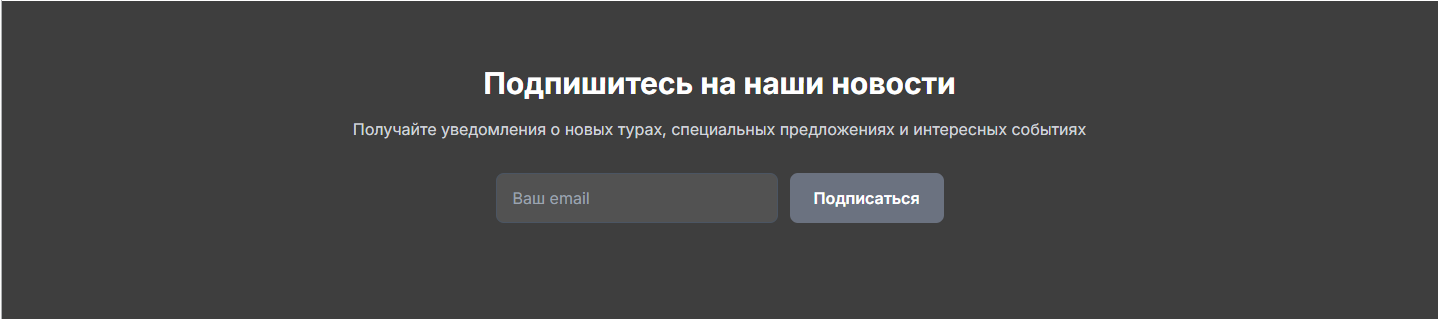 Подпишитесь на наши новости
Получайте уведомления о новых турах, специальных предложениях и интересных событиях
Ваш email
Подписаться